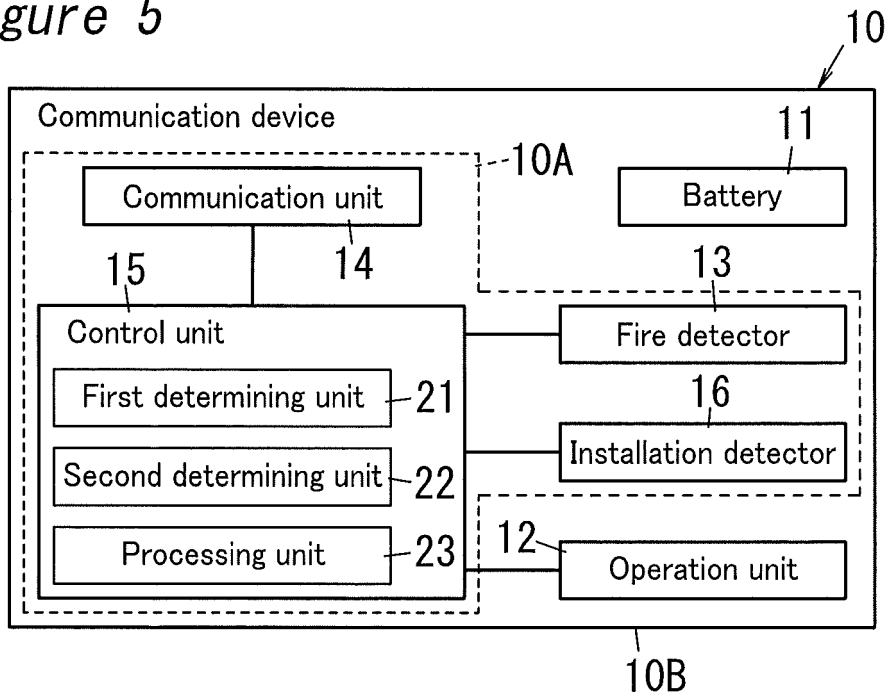 gure 5
10
Communication device
11
10A
Communication unit
Battery
14
15
13
Control unit
Fire detector
First determining unit
21
16
Second determining unit
22
Installation detector
Processing unit
23
12
Operation unit
10B